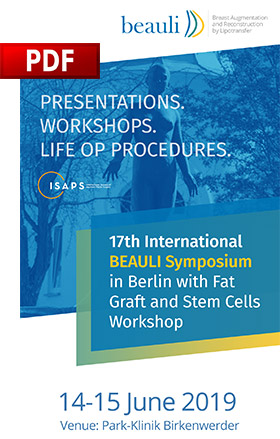 beauli
Breast Augmentation
and Reconstruction
by Lipotransfer
PDF
PRESENTATIONS.
WORKSHOPS.
LIFE OP PROCEDURES.
ISAPS
17th International
BEAULI Symposium
in Berlin with Fat
Graft and Stem Cells
Workshop
14-15 June 2019
Venue: Park-Klinik Birkenwerder